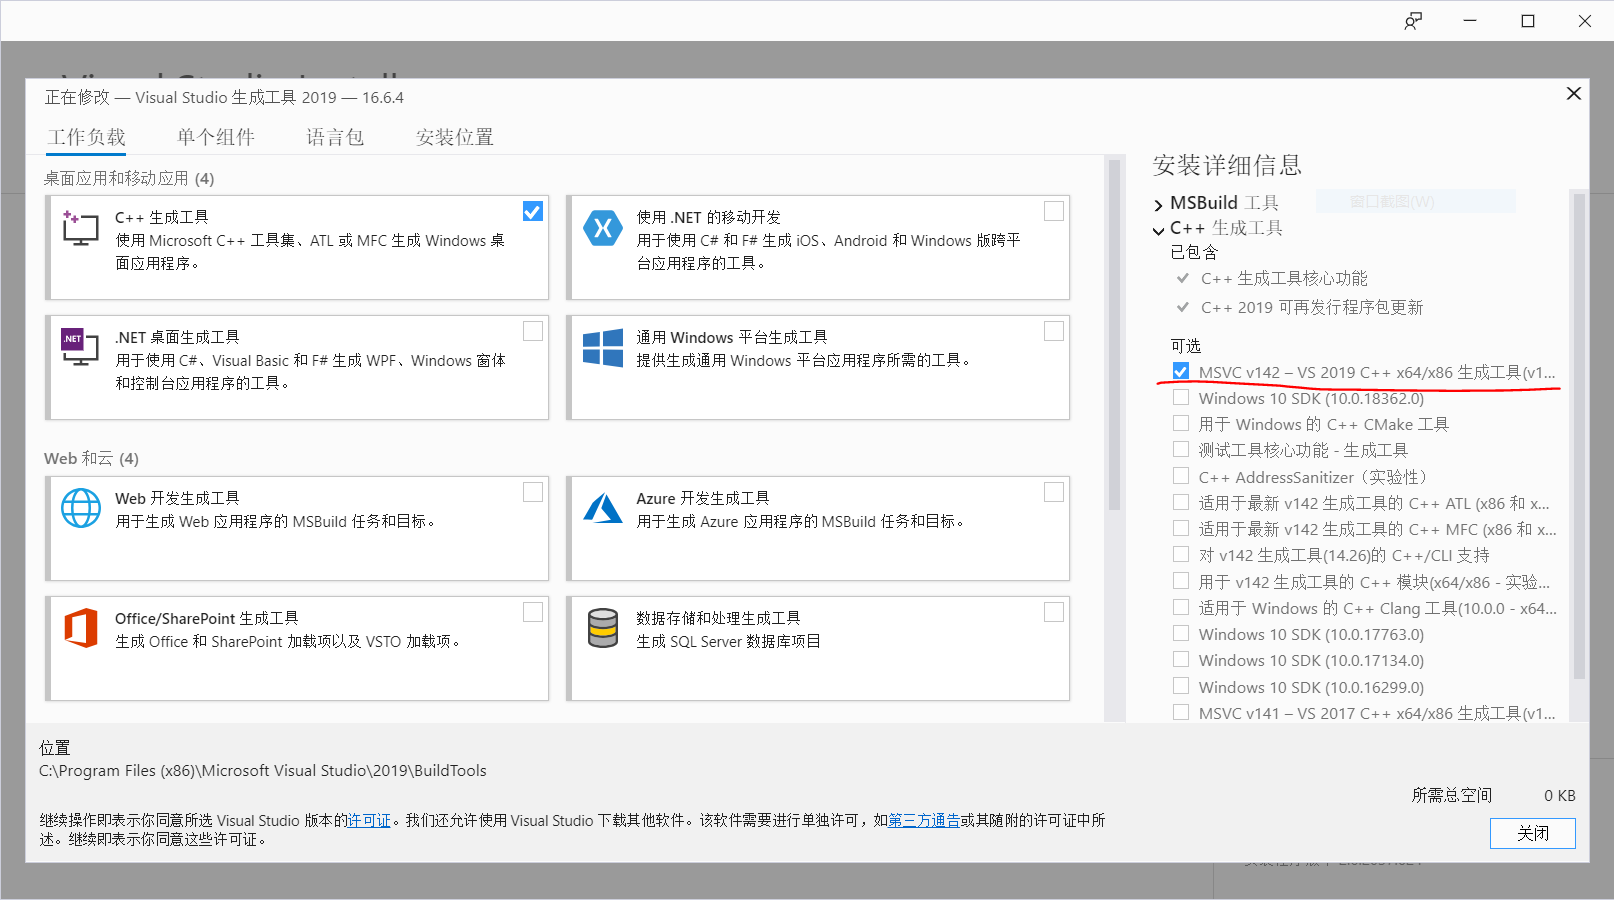 正在修改 — Visual Studio 生成工具 2019 — 16.6.4
工作负载
单个组件
语言包
安装位置
桌面应用和移动应用 (4)
C++ 生成工具
使用 Microsoft C++ 工具集、ATL 或 MFC 生成 Windows 桌
面应用程序。
使用 .NET 的移动开发
用于使用 C# 和 F# 生成 iOS、Android 和 Windows 版跨平
台应用程序的工具。
.NET
.NET 桌面生成工具
用于使用 C#、Visual Basic 和 F# 生成 WPF、Windows 窗体
和控制台应用程序的工具。
通用 Windows 平台生成工具
提供生成通用 Windows 平台应用程序所需的工具。
Web 和云 (4)
Web 开发生成工具
用于生成 Web 应用程序的 MSBuild 任务和目标。
Azure 开发生成工具
用于生成 Azure 应用程序的 MSBuild 任务和目标。
Office/SharePoint 生成工具
生成 Office 和 SharePoint 加载项以及 VSTO 加载项。
数据存储和处理生成工具
生成 SQL Server 数据库项目
安装详细信息
MSBuild 工具
窗口截图(W)
C++ 生成工具
已包含
C++ 生成工具核心功能
C++ 2019 可再发行程序包更新
可选
MSVC v142 – VS 2019 C++ x64/x86 生成工具(v1...
Windows 10 SDK (10.0.18362.0)
用于 Windows 的 C++ CMake 工具
测试工具核心功能 - 生成工具
C++ AddressSanitizer（实验性）
适用于最新 v142 生成工具的 C++ ATL (x86 和 x...
适用于最新 v142 生成工具的 C++ MFC (x86 和 x...
对 v142 生成工具(14.26)的 C++/CLI 支持
用于 v142 生成工具的 C++ 模块(x64/x86 - 实验...
适用于 Windows 的 C++ Clang 工具(10.0.0 - x64...
Windows 10 SDK (10.0.17763.0)
Windows 10 SDK (10.0.17134.0)
Windows 10 SDK (10.0.16299.0)
MSVC v141 – VS 2017 C++ x64/x86 生成工具(v1...
位置
C:\Program Files (x86)\Microsoft Visual Studio\2019\BuildTools
所需总空间 0 KB
继续操作即表示你同意所选 Visual Studio 版本的许可证。我们还允许使用 Visual Studio 下载其他软件。该软件需要进行单独许可，如第三方通告或其随附的许可证中所
述。继续即表示你同意这些许可证。
关闭